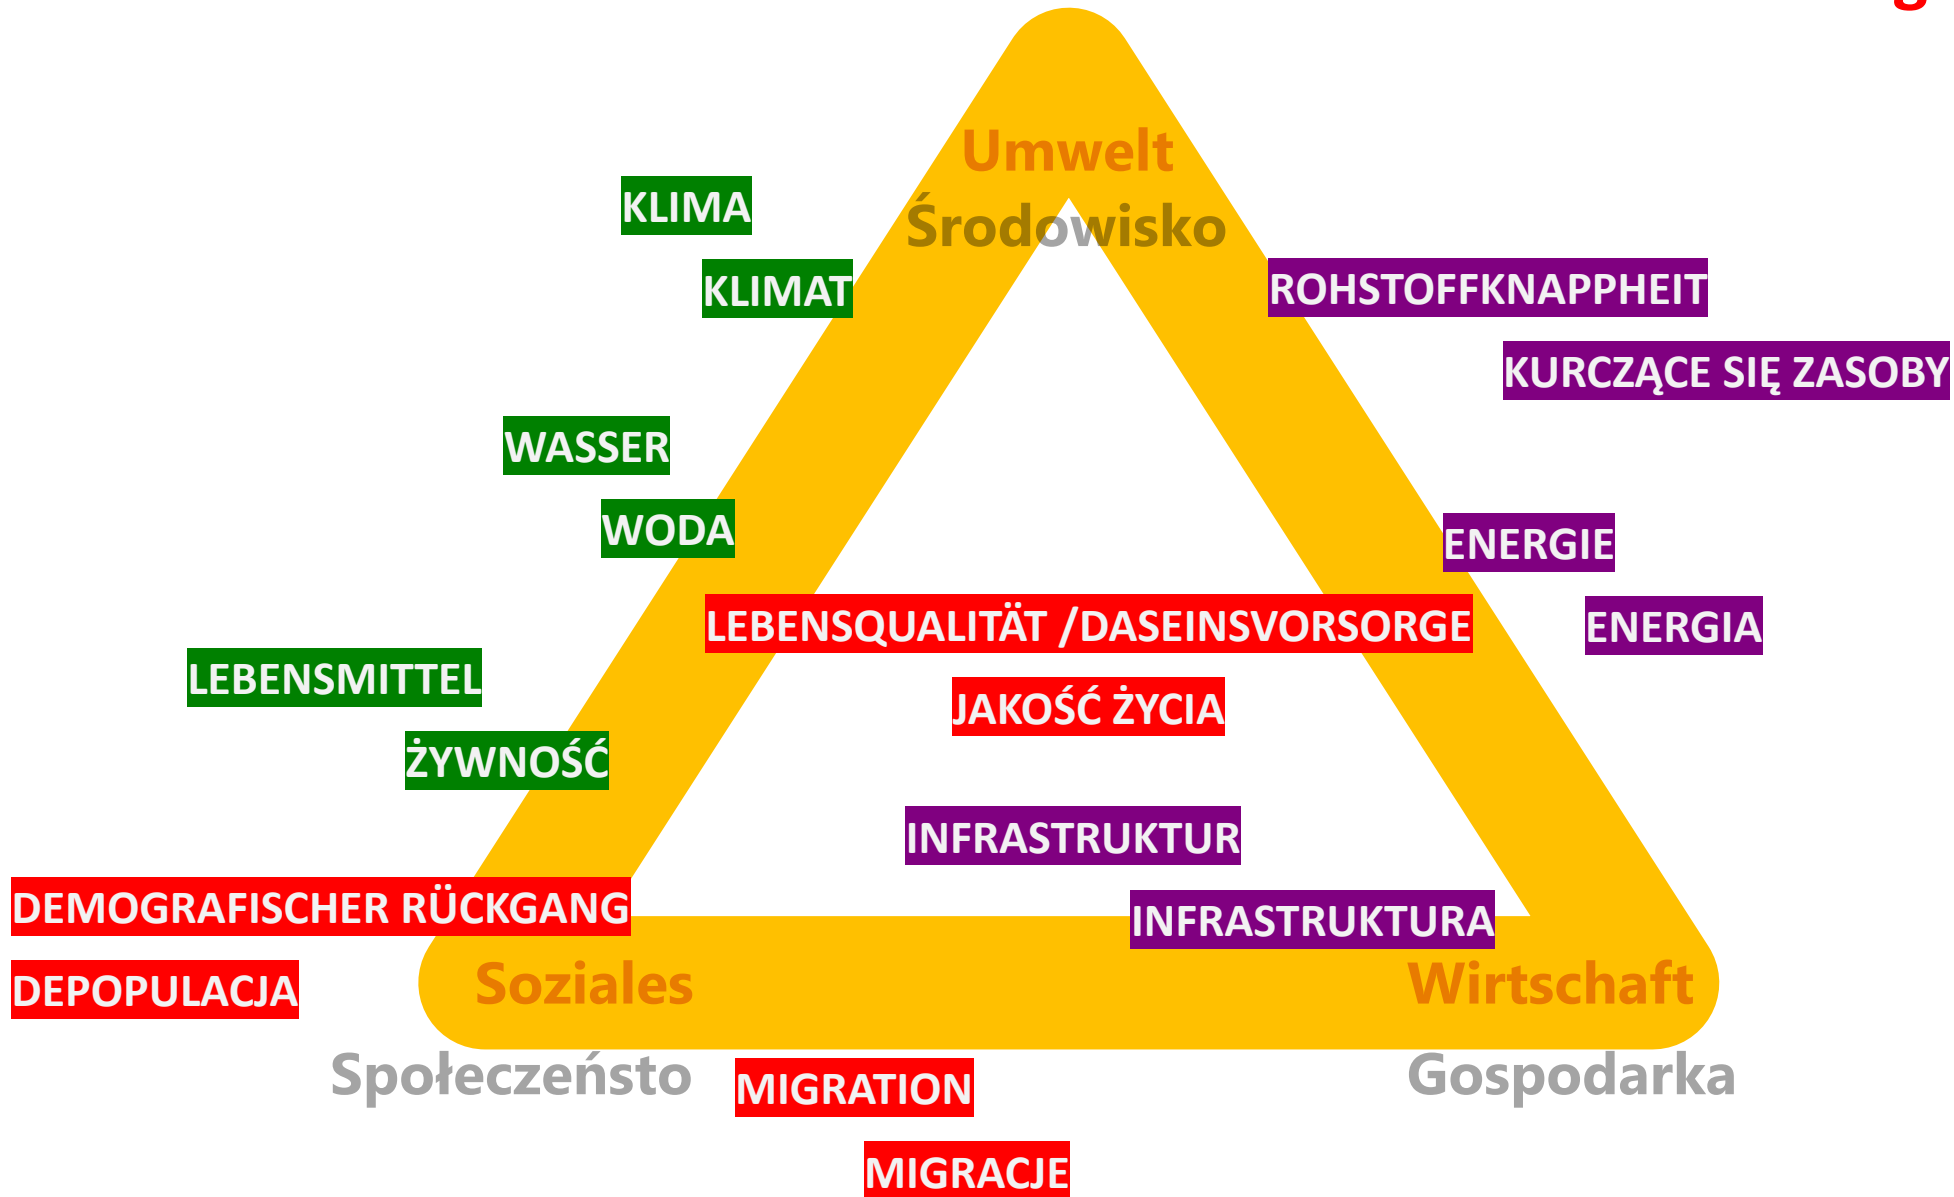 Umwelt
Środowisko
KLIMA
KLIMAT
ROHSTOFFKNAPPHEIT
KURCZĄCE SIĘ ZASOBY
WASSER
WODA
ENERGIE
ENERGIA
LEBENSQUALITÄT /DASEINSVORSORGE
JAKOŚĆ ŻYCIA
LEBENSMITTEL
ŻYWNOŚĆ
INFRASTRUKTUR
INFRASTRUKTURA
DEMOGRAFISCHER RÜCKGANG
DEPOPULACJA
Soziales
Społeczeństo
Wirtschaft
Gospodarka
MIGRATION
MIGRACJE